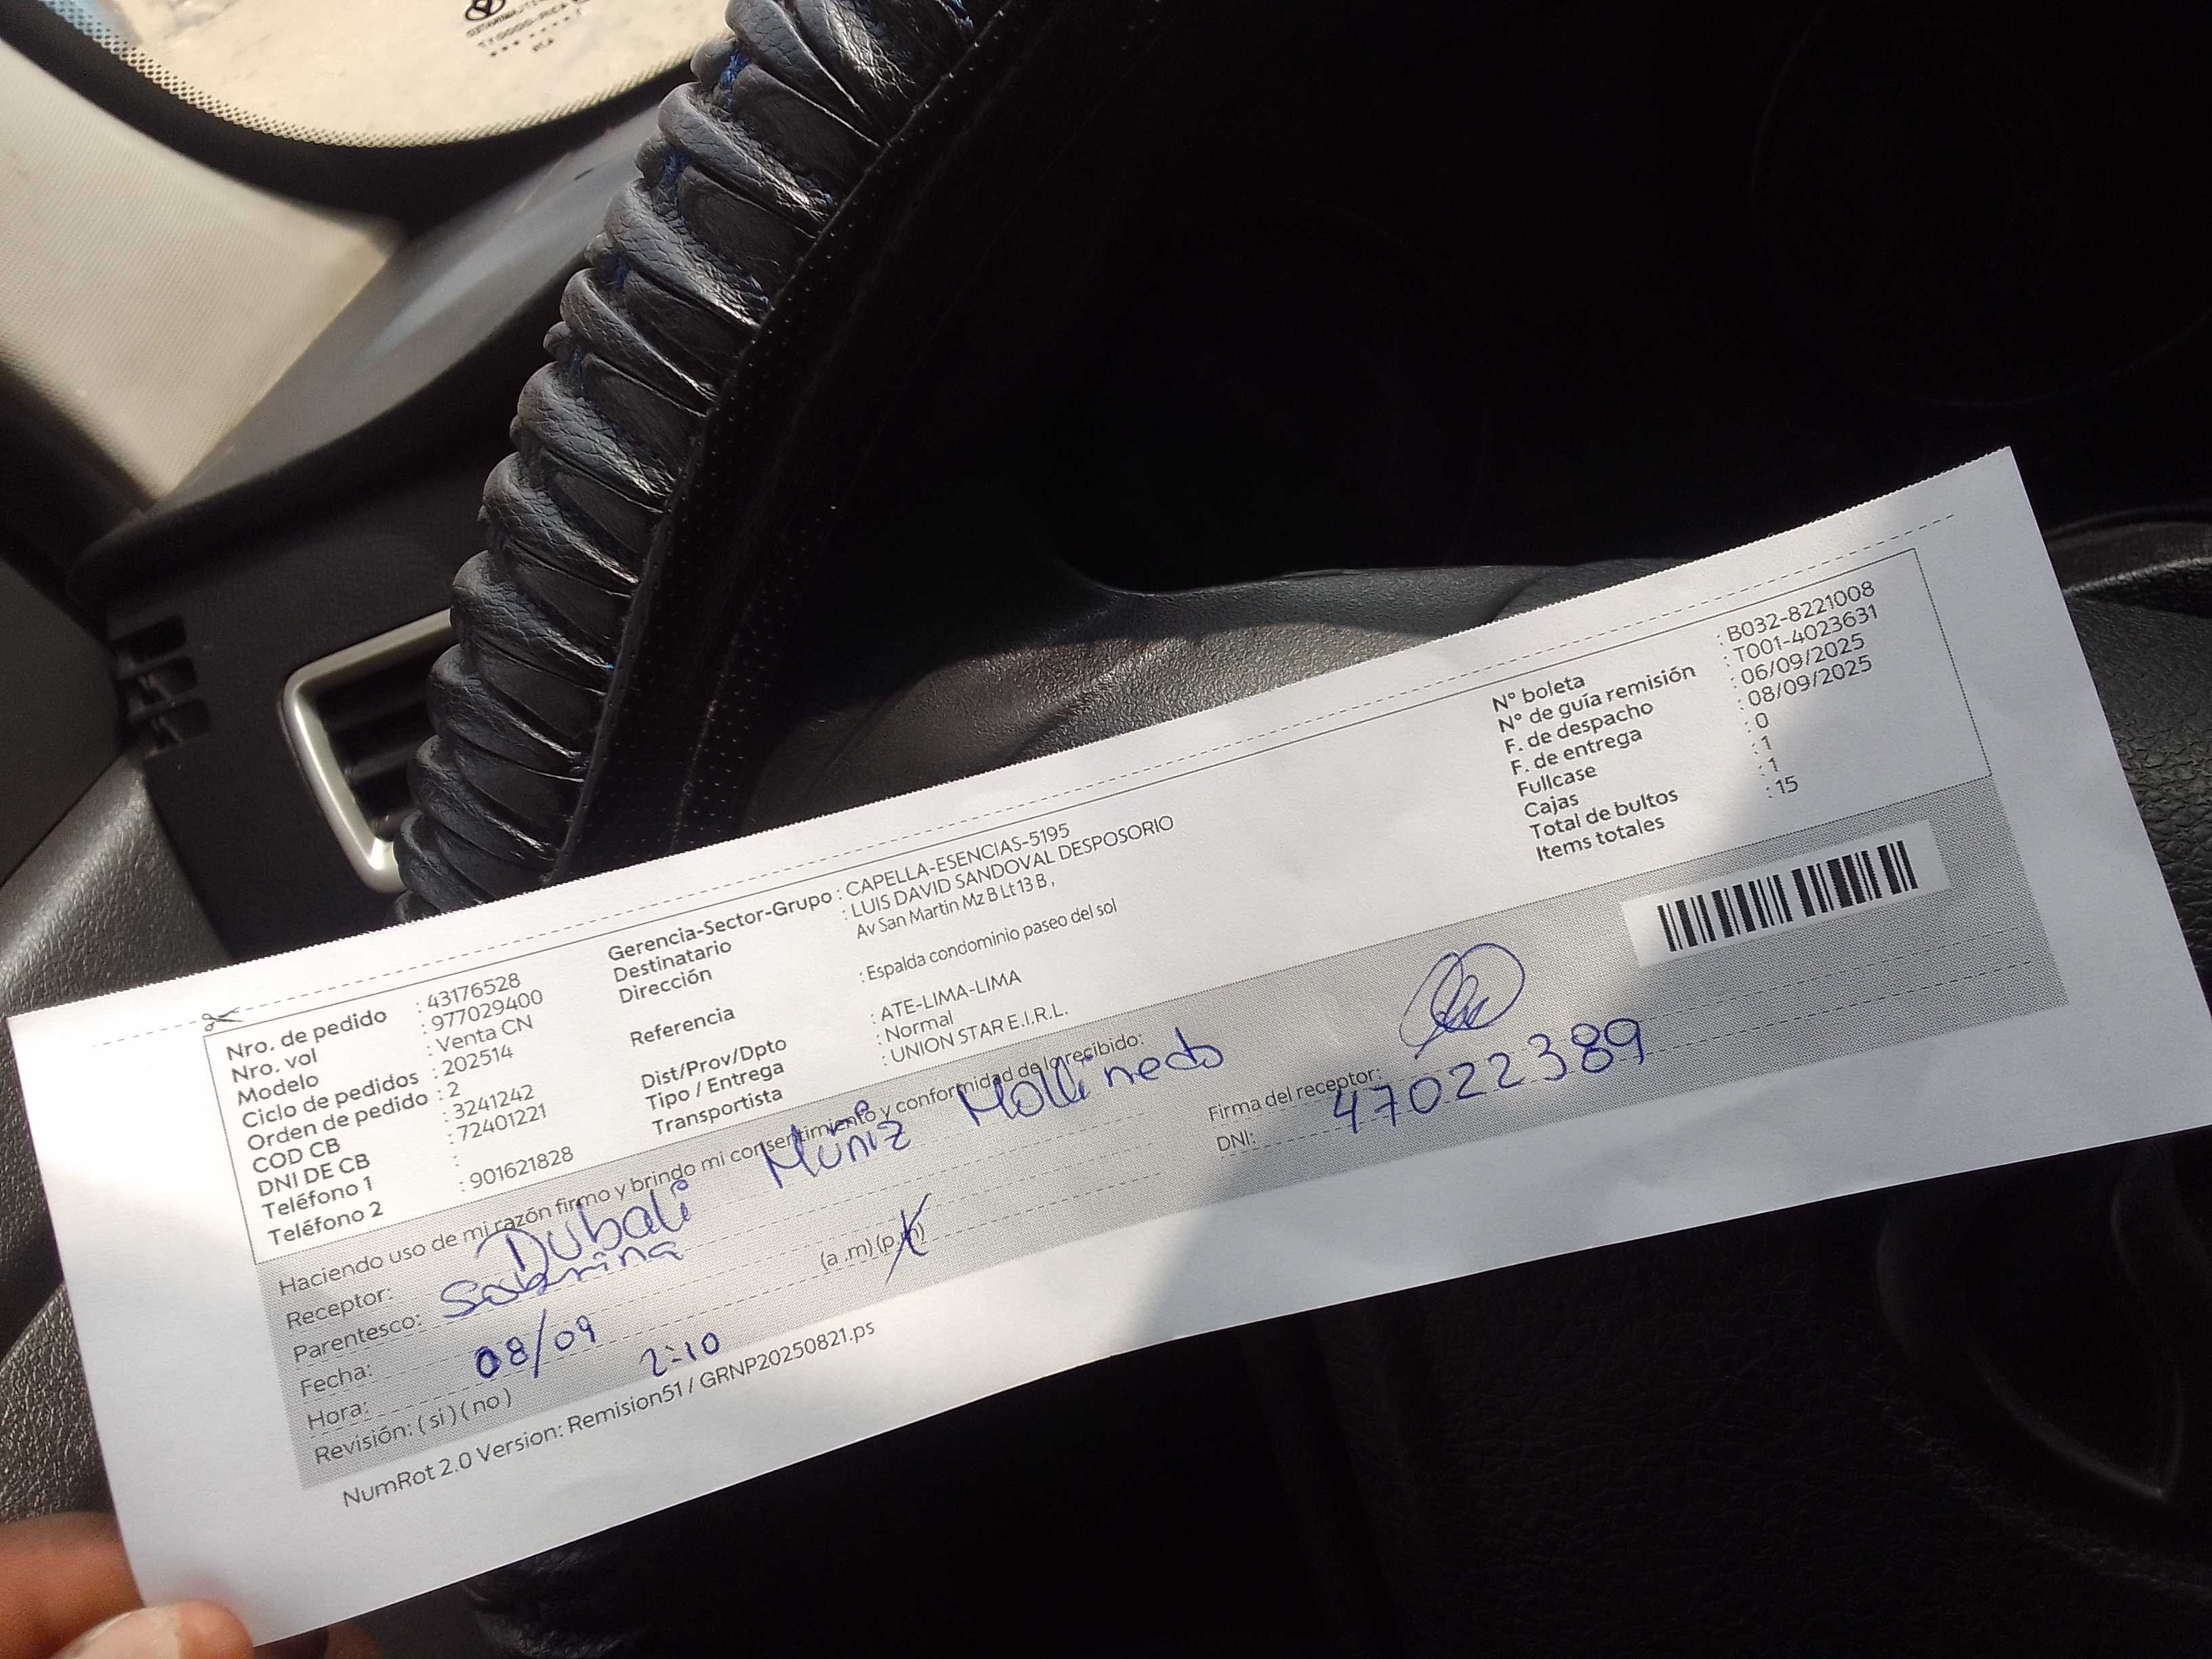 Nro. de pedido : 43176528
Nro. vol : 977029400
Modelo : Venta CN
Ciclo de pedidos : 202514
Orden de pedido : 2
COD CB : 3241242
DNI DE CB : 72401221
Teléfono 1 :
Teléfono 2 : 901621828
Gerencia-Sector-Grupo : CAPELLA-ESENCIAS-5195
Destinatario : LUIS DAVID SANDOVAL DESPOSORIO
Dirección Av San Martin Mz B Lt 13 B ,
Referencia : Espalda condominio paseo del sol
Dist/Prov/Dpto : ATE-LIMA-LIMA
Tipo / Entrega : Normal
Transportista : UNION STAR E.I.R.L.
N° boleta : B032-8221008
N° de guía remisión : T001-4023631
F. de despacho : 06/09/2025
F. de entrega : 08/09/2025
Fullcase : 0
Cajas : 1
Total de bultos : 1
Items totales : 15
Haciendo uso de mi razón firmo y brindo mi consentimiento y conformidad de lo recibido:
Receptor: Dubali Muñiz Mollinedo
Parentesco: Sobrina
Fecha: 08/09
Hora: 2:10 (a .m) (p.m)
Revisión: ( si ) ( no )
Firma del receptor:
DNI: 47022389
NumRot 2.0 Version: Remision51 / GRNP20250821.ps